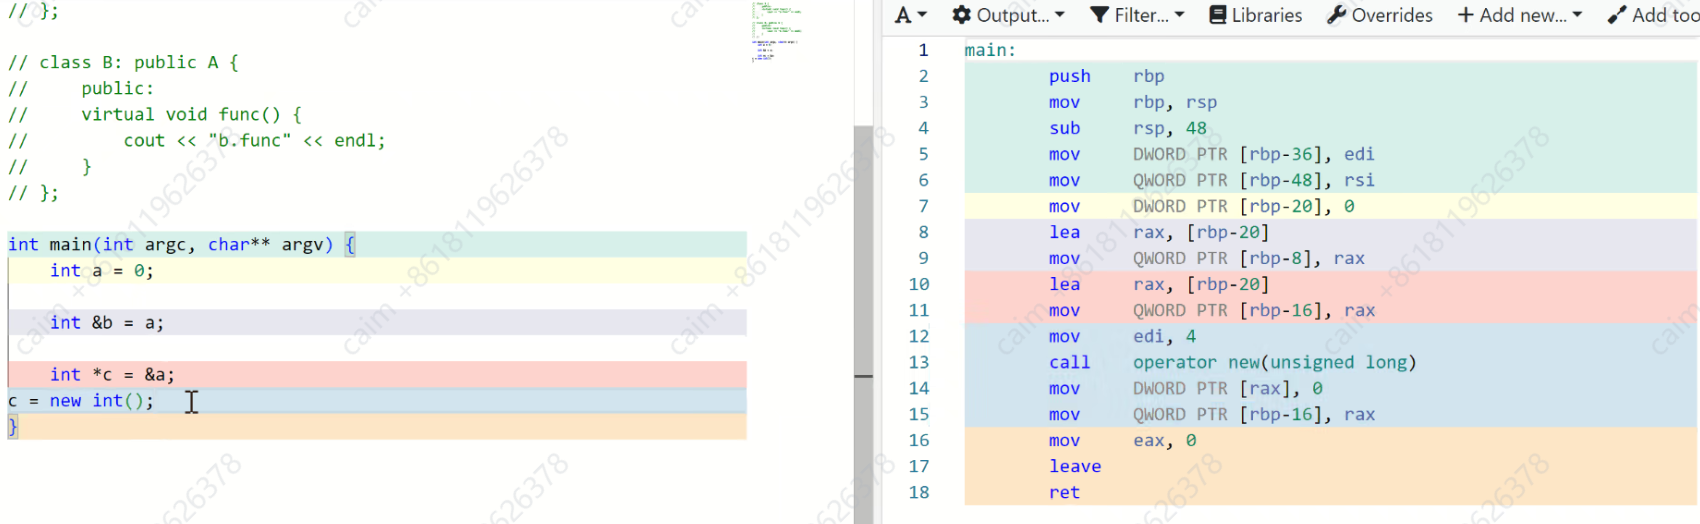 // };
// class B: public A {
//     public:
//     virtual void func() {
//         cout << "b.func" << endl;
//     }
// };
int main(int argc, char** argv) {
    int a = 0;
    int &b = a;
    int *c = &a;
c = new int();
}
A Output... Filter... Libraries Overrides + Add new... Add too
1 main:
2         push    rbp
3         mov     rbp, rsp
4         sub     rsp, 48
5         mov     DWORD PTR [rbp-36], edi
6         mov     QWORD PTR [rbp-48], rsi
7         mov     DWORD PTR [rbp-20], 0
8         lea     rax, [rbp-20]
9         mov     QWORD PTR [rbp-8], rax
10        lea     rax, [rbp-20]
11        mov     QWORD PTR [rbp-16], rax
12        mov     edi, 4
13        call    operator new(unsigned long)
14        mov     DWORD PTR [rax], 0
15        mov     QWORD PTR [rbp-16], rax
16        mov     eax, 0
17        leave
18        ret
caim +8618119626378